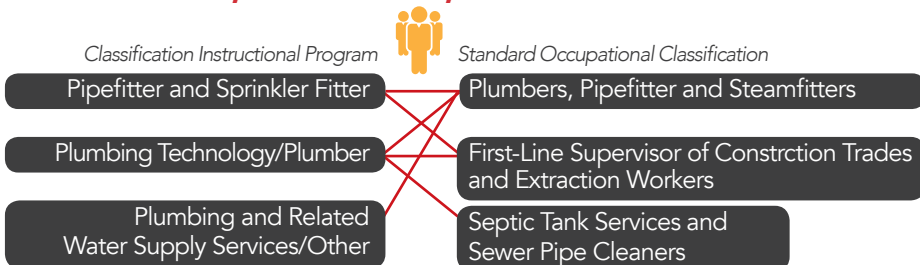 Classification Instructional Program
Standard Occupational Classification
Pipefitter and Sprinkler Fitter
Plumbers, Pipefitter and Steamfitters
Plumbing Technology/Plumber
First-Line Supervisor of Constrction Trades
and Extraction Workers
Plumbing and Related
Water Supply Services/Other
Septic Tank Services and
Sewer Pipe Cleaners